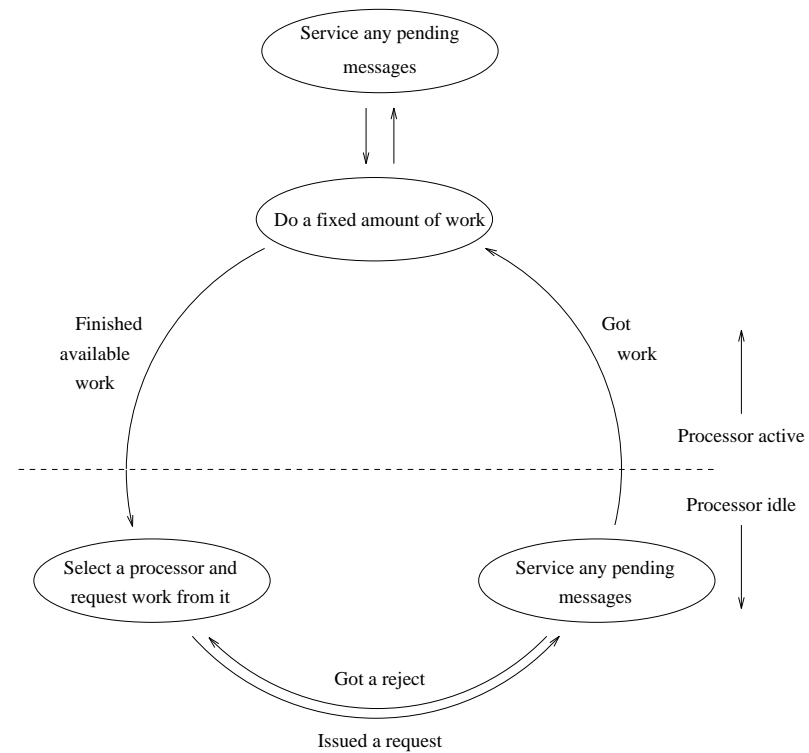 Service any pending
messages
Do a fixed amount of work
Finished
available
work
Got
work
Processor active
Processor idle
Select a processor and
request work from it
Service any pending
messages
Got a reject
Issued a request